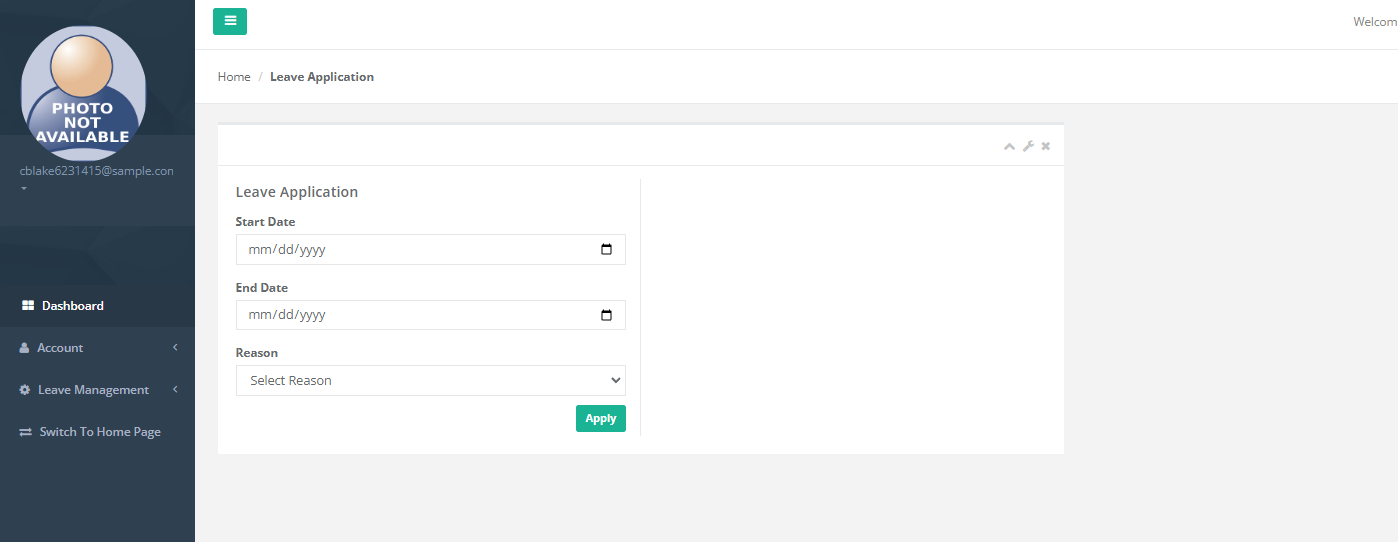 PHOTO
NOT
AVAILABLE
cblake6231415@sample.con
Dashboard
Account
Leave Management
Switch To Home Page
Welcom
Home / Leave Application
Leave Application
Start Date
mm/dd/yyyy
End Date
mm/dd/yyyy
Reason
Select Reason
Apply